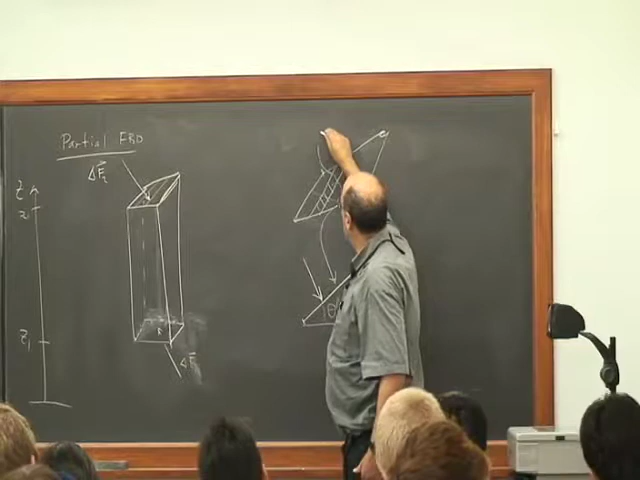 Partial FBD
ΔF₂
z
z₂
z₁
ΔF₁
θ